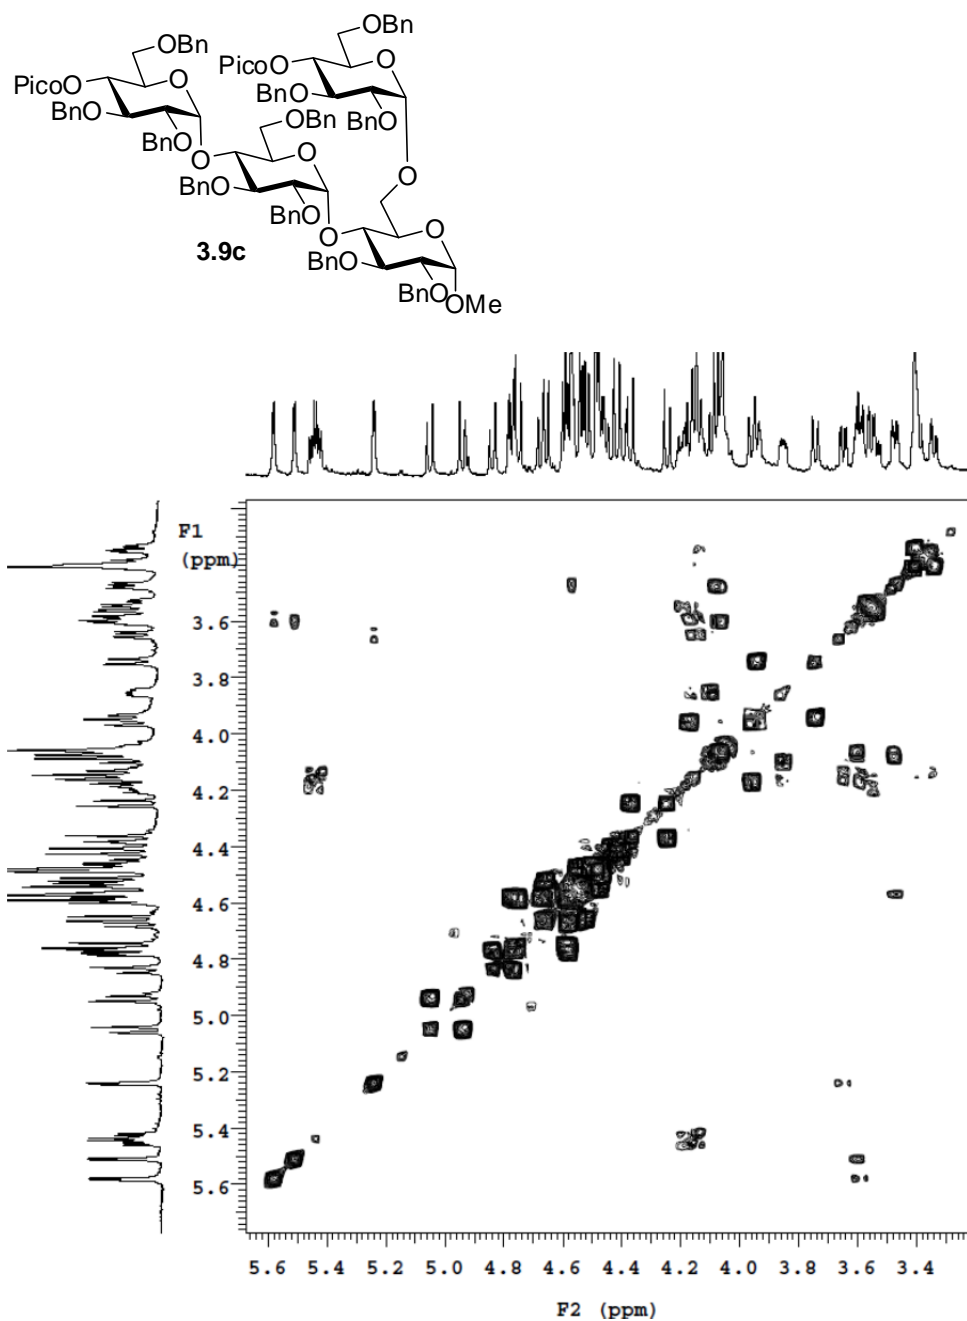 OBn
OBn
PicoO
O
PicoO
O
BnO
BnO
OBn
BnO
BnO
O
O
O
BnO
O
BnO
O
3.9c
BnO
BnO
OMe
F1
(ppm)
3.6
3.8
4.0
4.2
4.4
4.6
4.8
5.0
5.2
5.4
5.6
5.6 5.4 5.2 5.0 4.8 4.6 4.4 4.2 4.0 3.8 3.6 3.4
F2 (ppm)